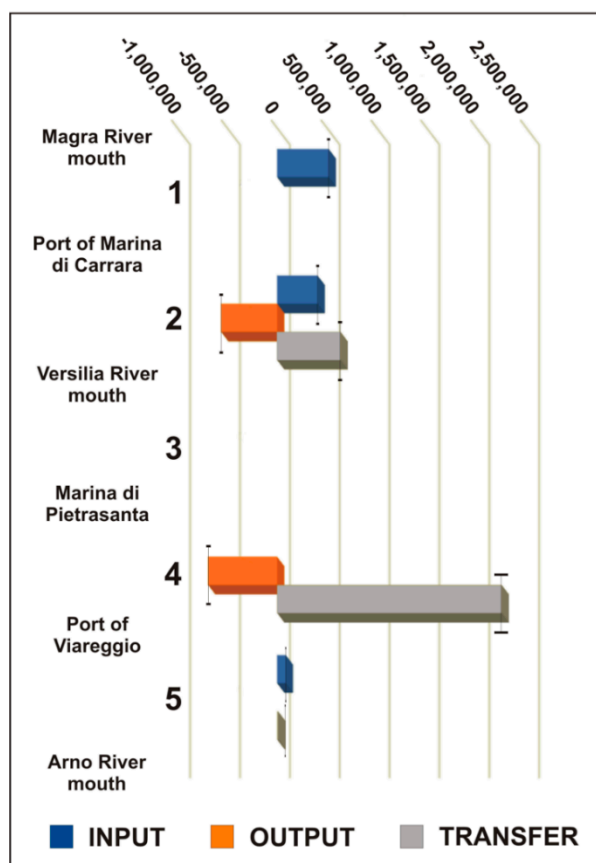 -1,000,000
-500,000
0
500,000
1,000,000
1,500,000
2,000,000
2,500,000
Magra River
mouth
1
Port of Marina
di Carrara
2
Versilia River
mouth
3
Marina di
Pietrasanta
4
Port of
Viareggio
5
Arno River
mouth
INPUT OUTPUT TRANSFER